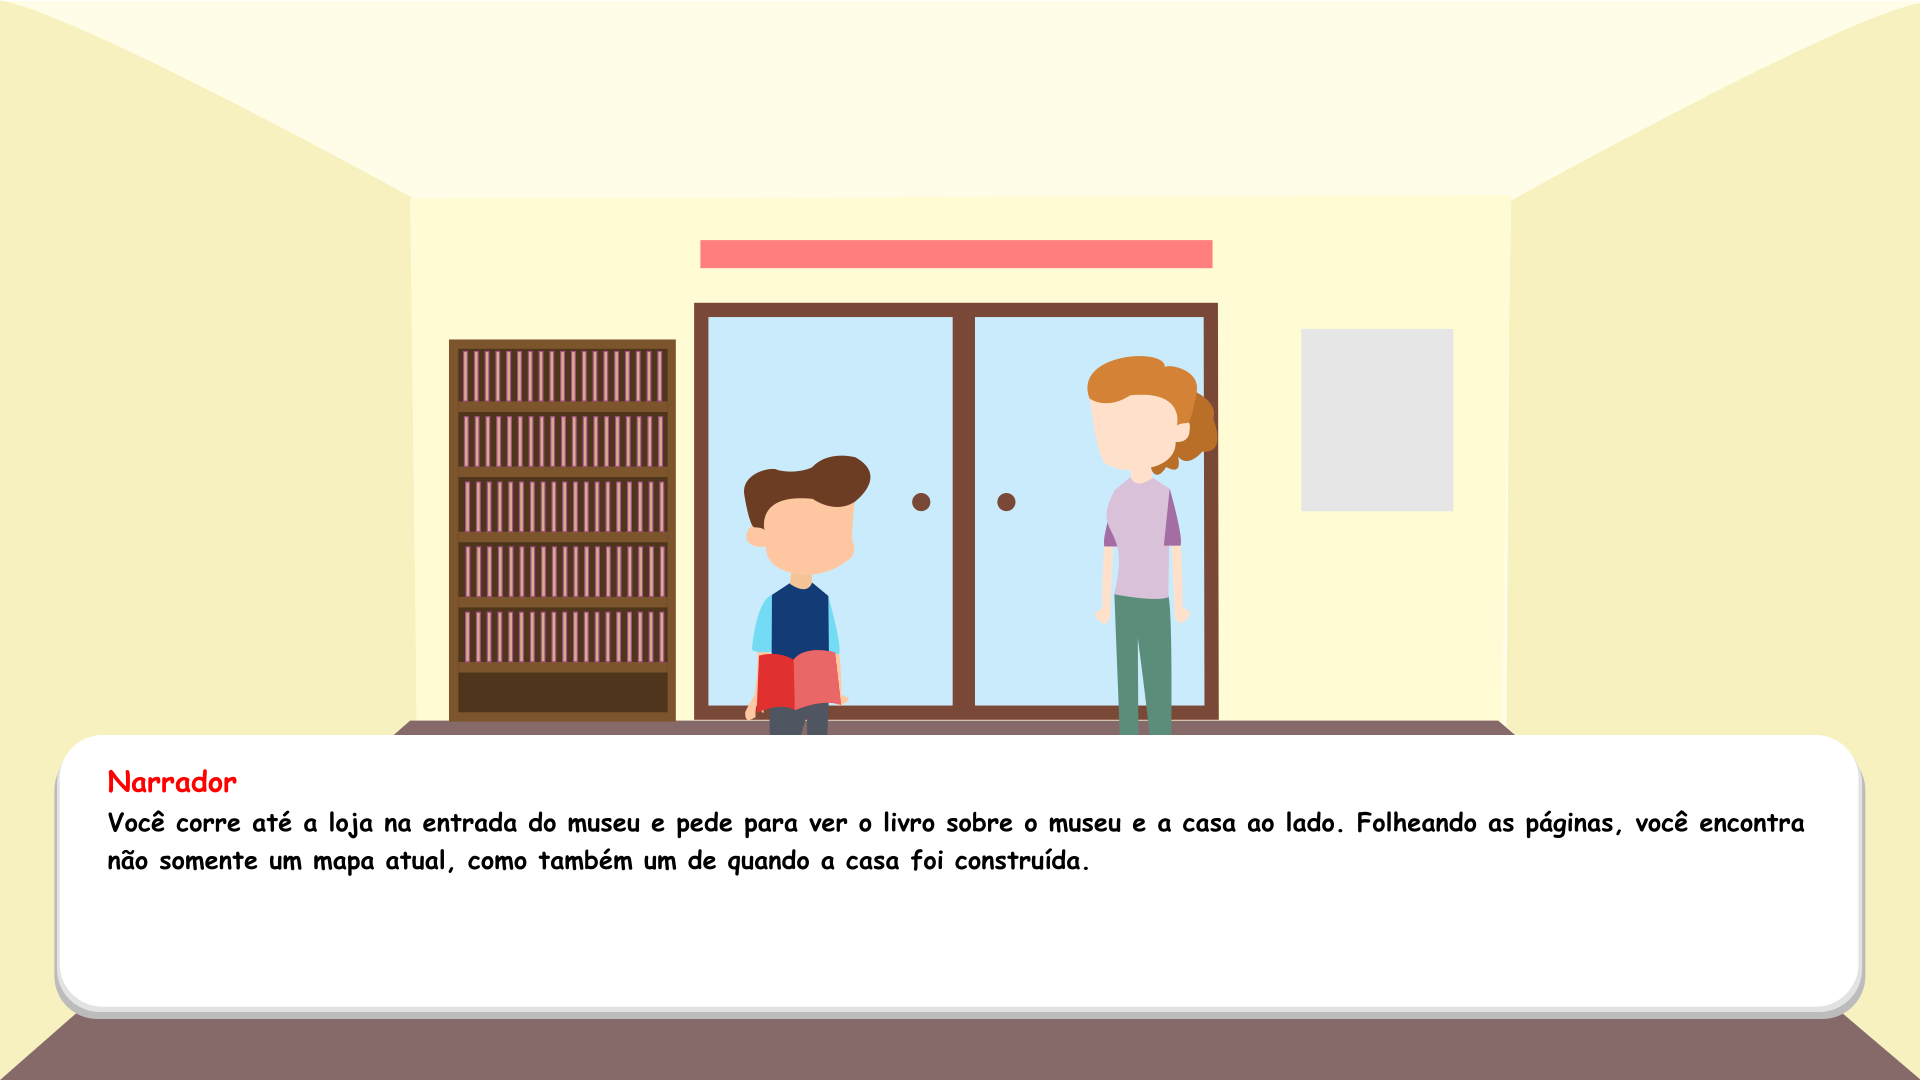 Narrador
Você corre até a loja na entrada do museu e pede para ver o livro sobre o museu e a casa ao lado. Folheando as páginas, você encontra
não somente um mapa atual, como também um de quando a casa foi construída.